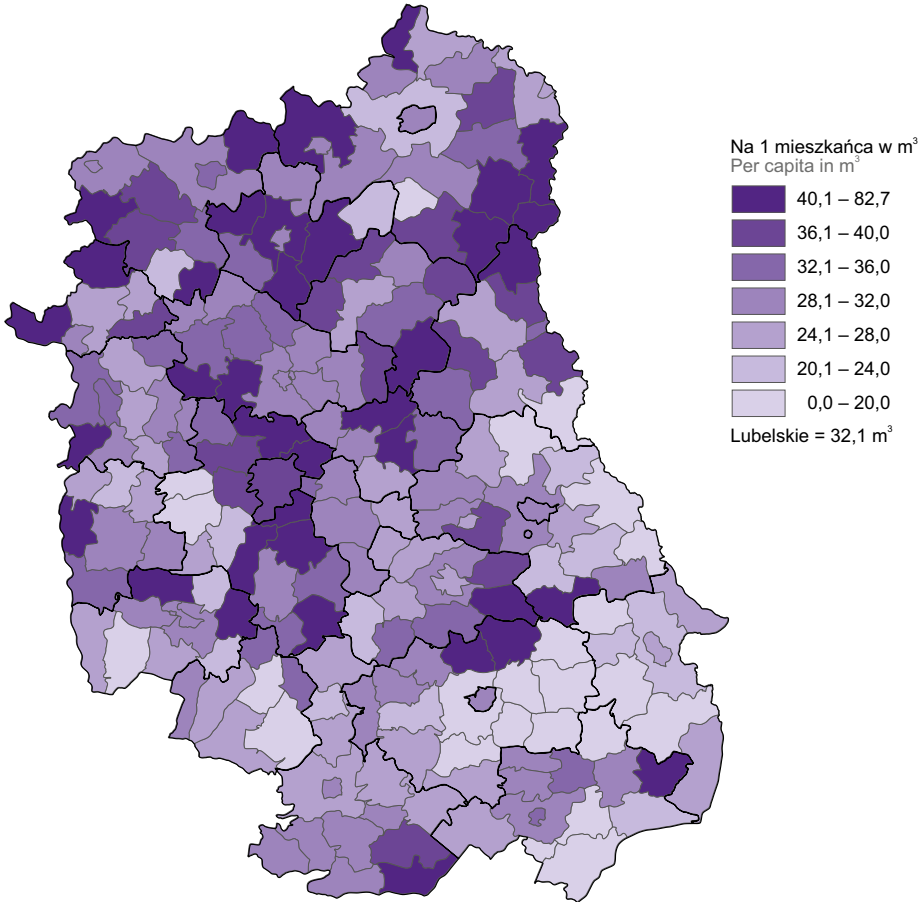 Na 1 mieszkańca w m³
Per capita in m³
40,1 – 82,7
36,1 – 40,0
32,1 – 36,0
28,1 – 32,0
24,1 – 28,0
20,1 – 24,0
0,0 – 20,0
Lubelskie = 32,1 m³